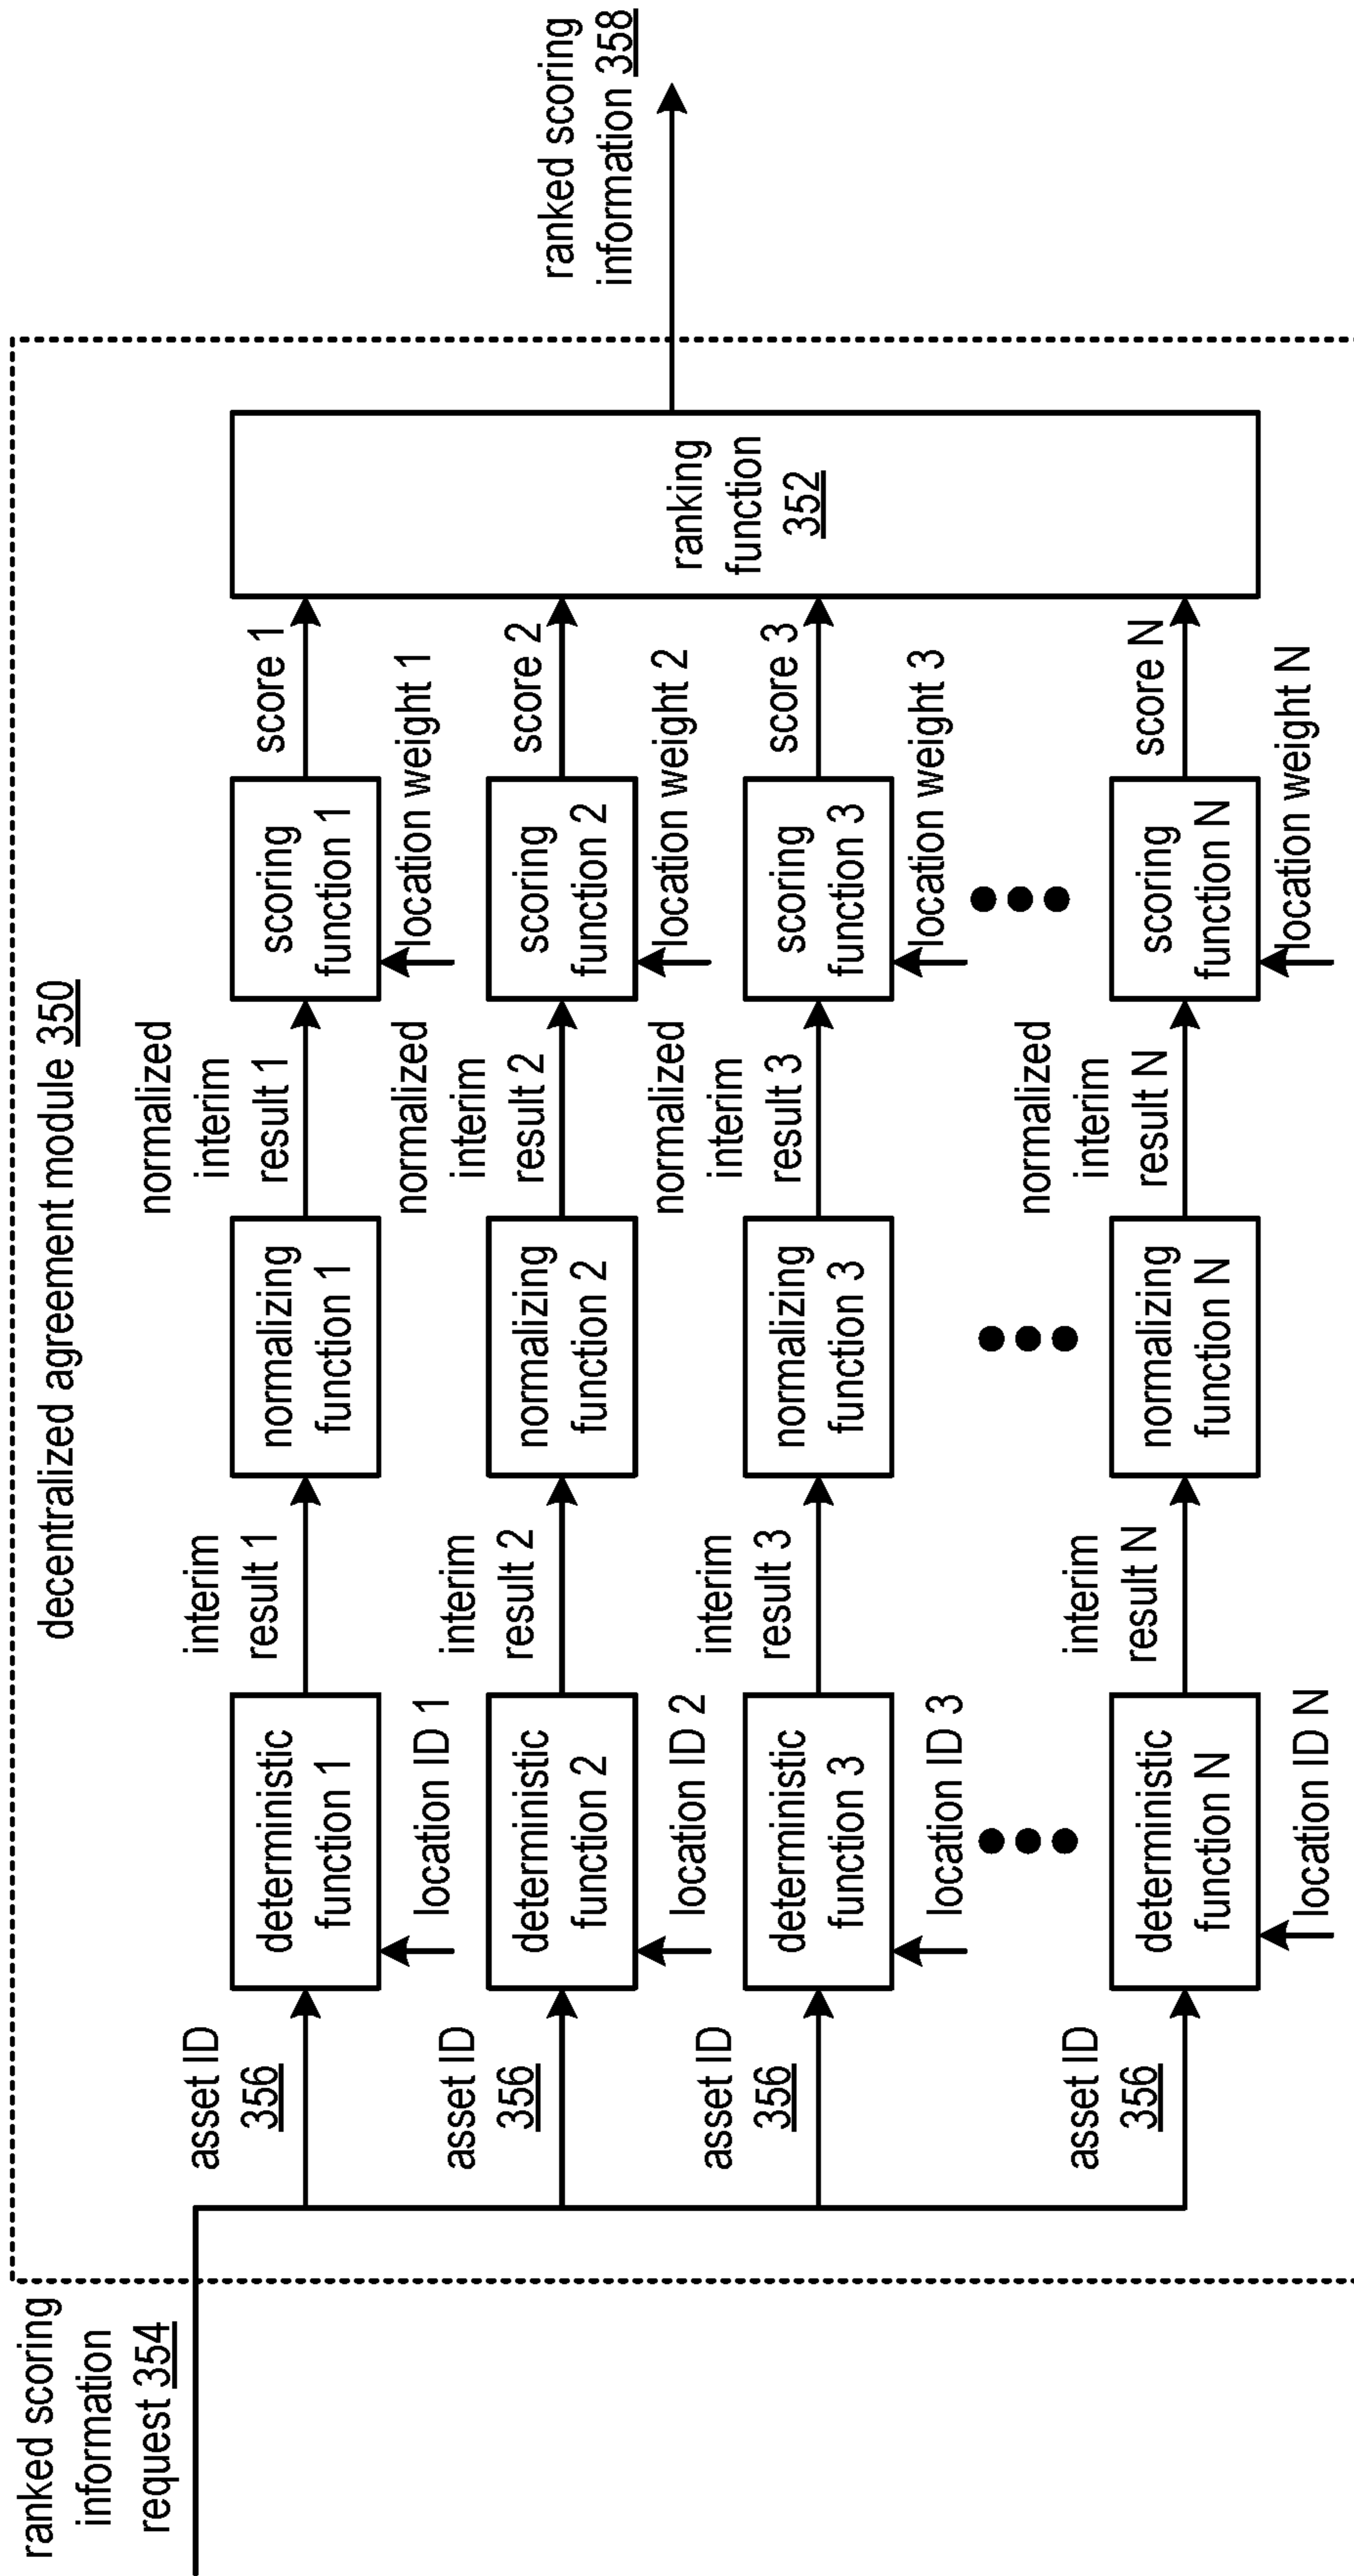 ranked scoring
information
request 354
decentralized agreement module 350
asset ID
356
deterministic
function 1
location ID 1
interim
result 1
normalizing
function 1
normalized
interim
result 1
scoring
function 1
location weight 1
score 1
asset ID
356
deterministic
function 2
location ID 2
interim
result 2
normalizing
function 2
normalized
interim
result 2
scoring
function 2
location weight 2
score 2
asset ID
356
deterministic
function 3
location ID 3
interim
result 3
normalizing
function 3
normalized
interim
result 3
scoring
function 3
location weight 3
score 3
asset ID
356
deterministic
function N
location ID N
interim
result N
normalizing
function N
normalized
interim
result N
scoring
function N
location weight N
score N
ranking
function
352
ranked scoring
information 358